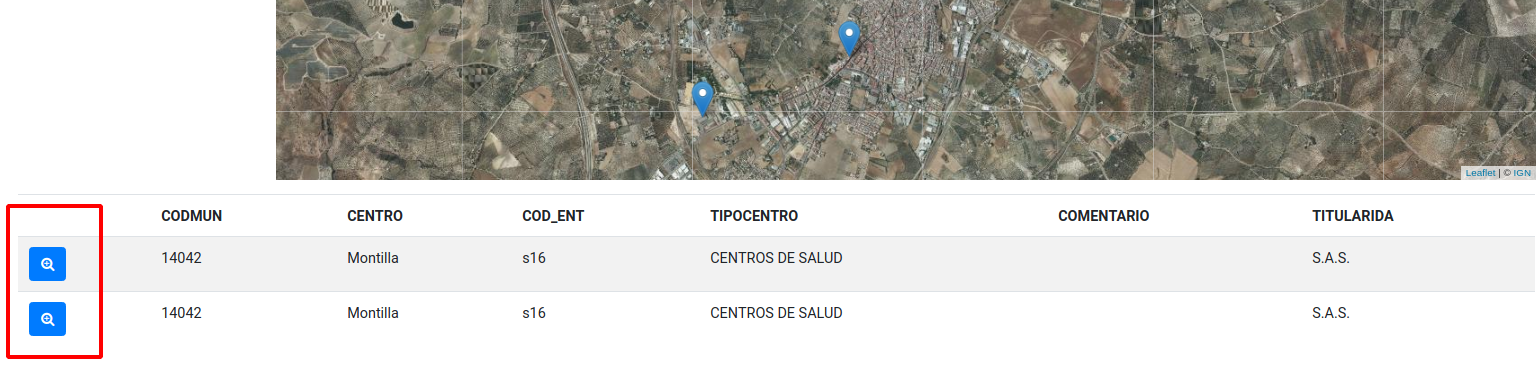 Leaflet | © IGN
CODMUN CENTRO COD_ENT TIPOCENTRO COMENTARIO TITULARIDA
14042 Montilla s16 CENTROS DE SALUD S.A.S.
14042 Montilla s16 CENTROS DE SALUD S.A.S.